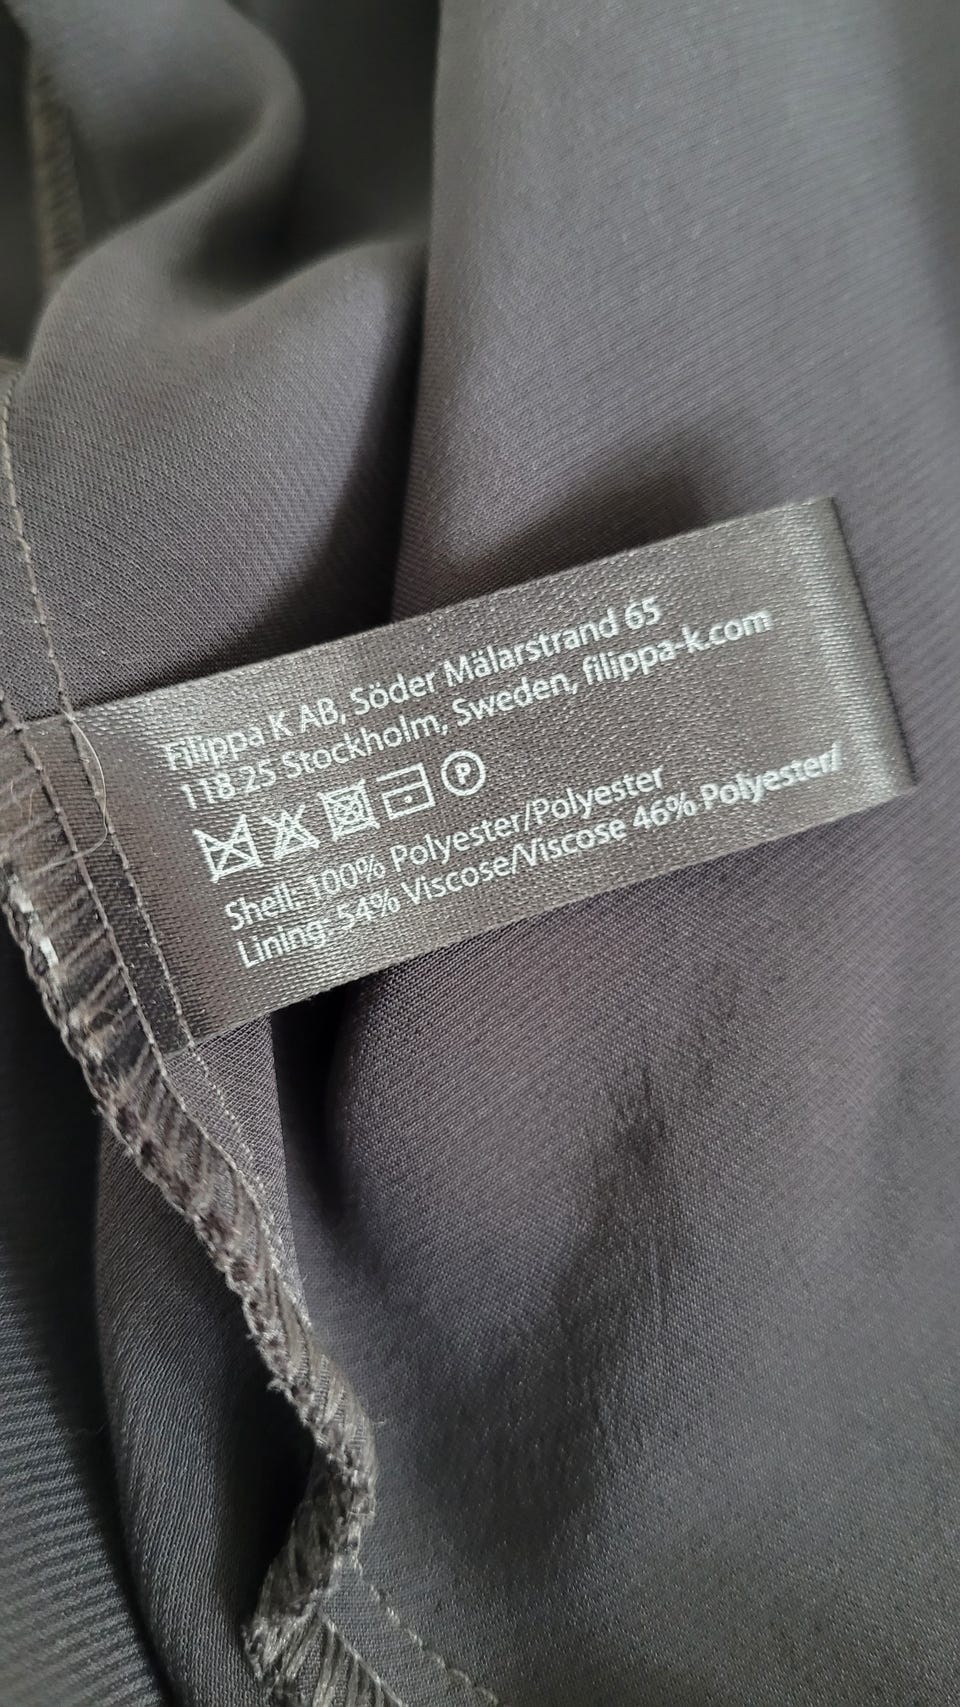 Filippa K AB, Söder Mälarstrand 65
118 25 Stockholm, Sweden, filippa-k.com
P
Shell: 100% Polyester/Polyester
Lining: 54% Viscose/Viscose 46% Polyester/